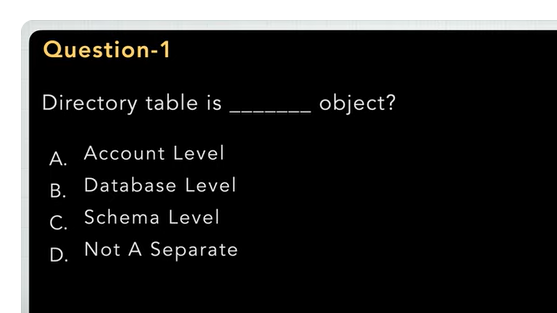 Question-1
Directory table is _______ object?
A. Account Level
B. Database Level
C. Schema Level
D. Not A Separate